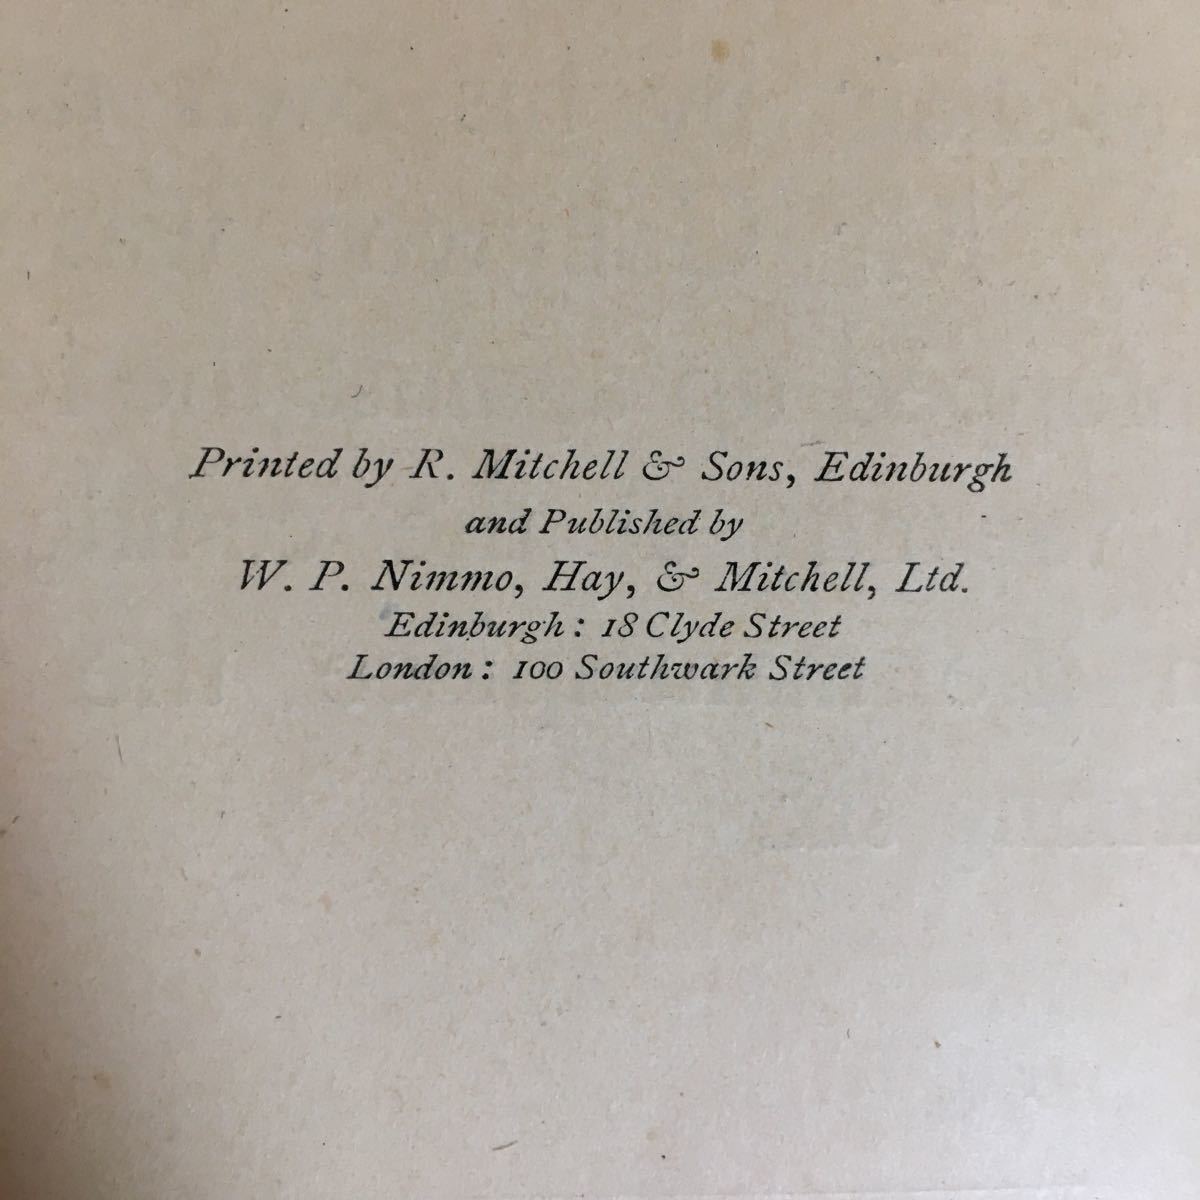 Printed by R. Mitchell & Sons, Edinburgh
and Published by
W. P. Nimmo, Hay, & Mitchell, Ltd.
Edinburgh: 18 Clyde Street
London: 100 Southwark Street